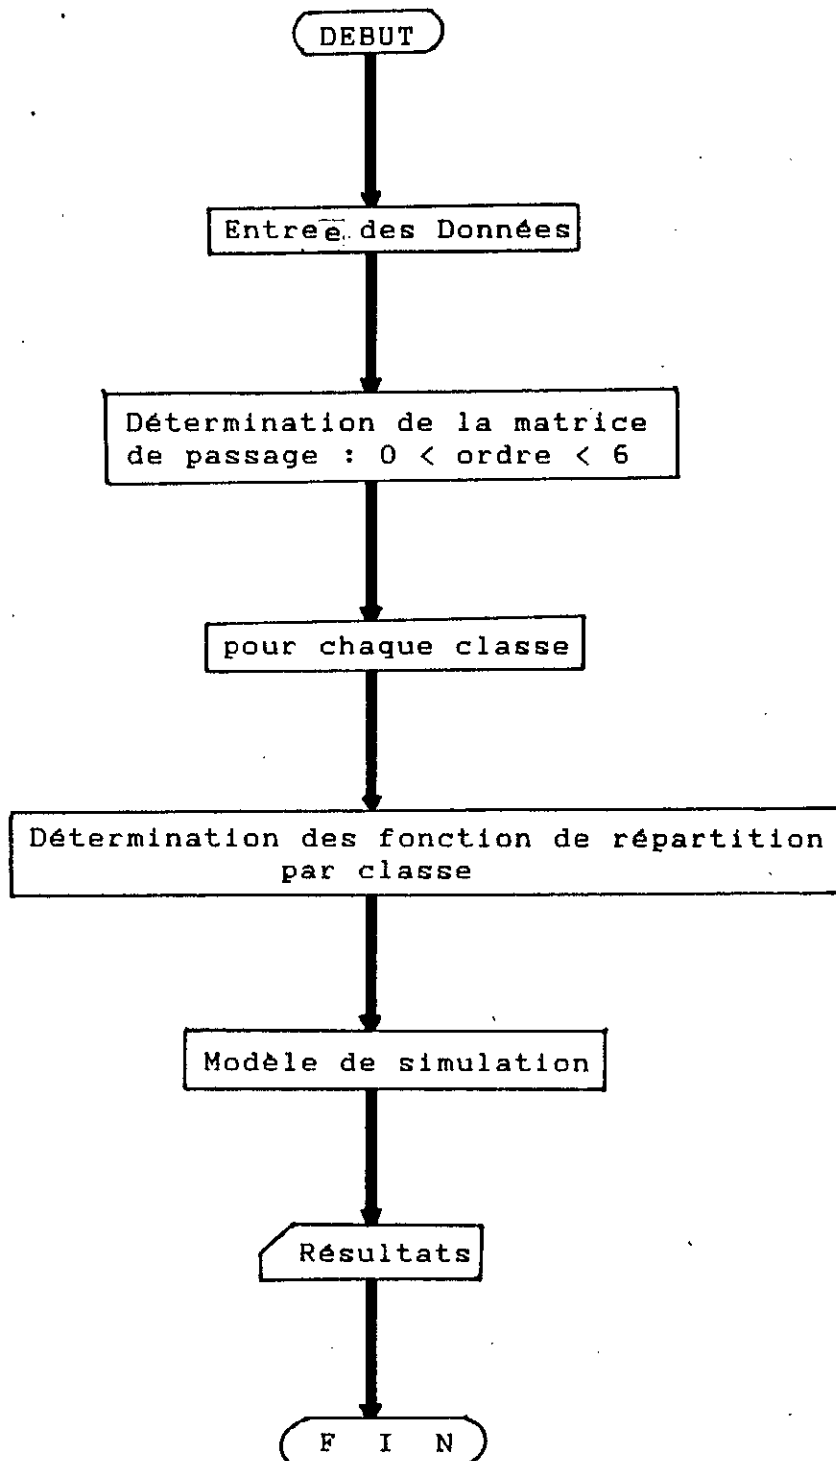 DEBUT
Entreē des Données
Détermination de la matrice
de passage : 0 < ordre < 6
pour chaque classe
Détermination des fonction de répartition
par classe
Modèle de simulation
Résultats
F I N